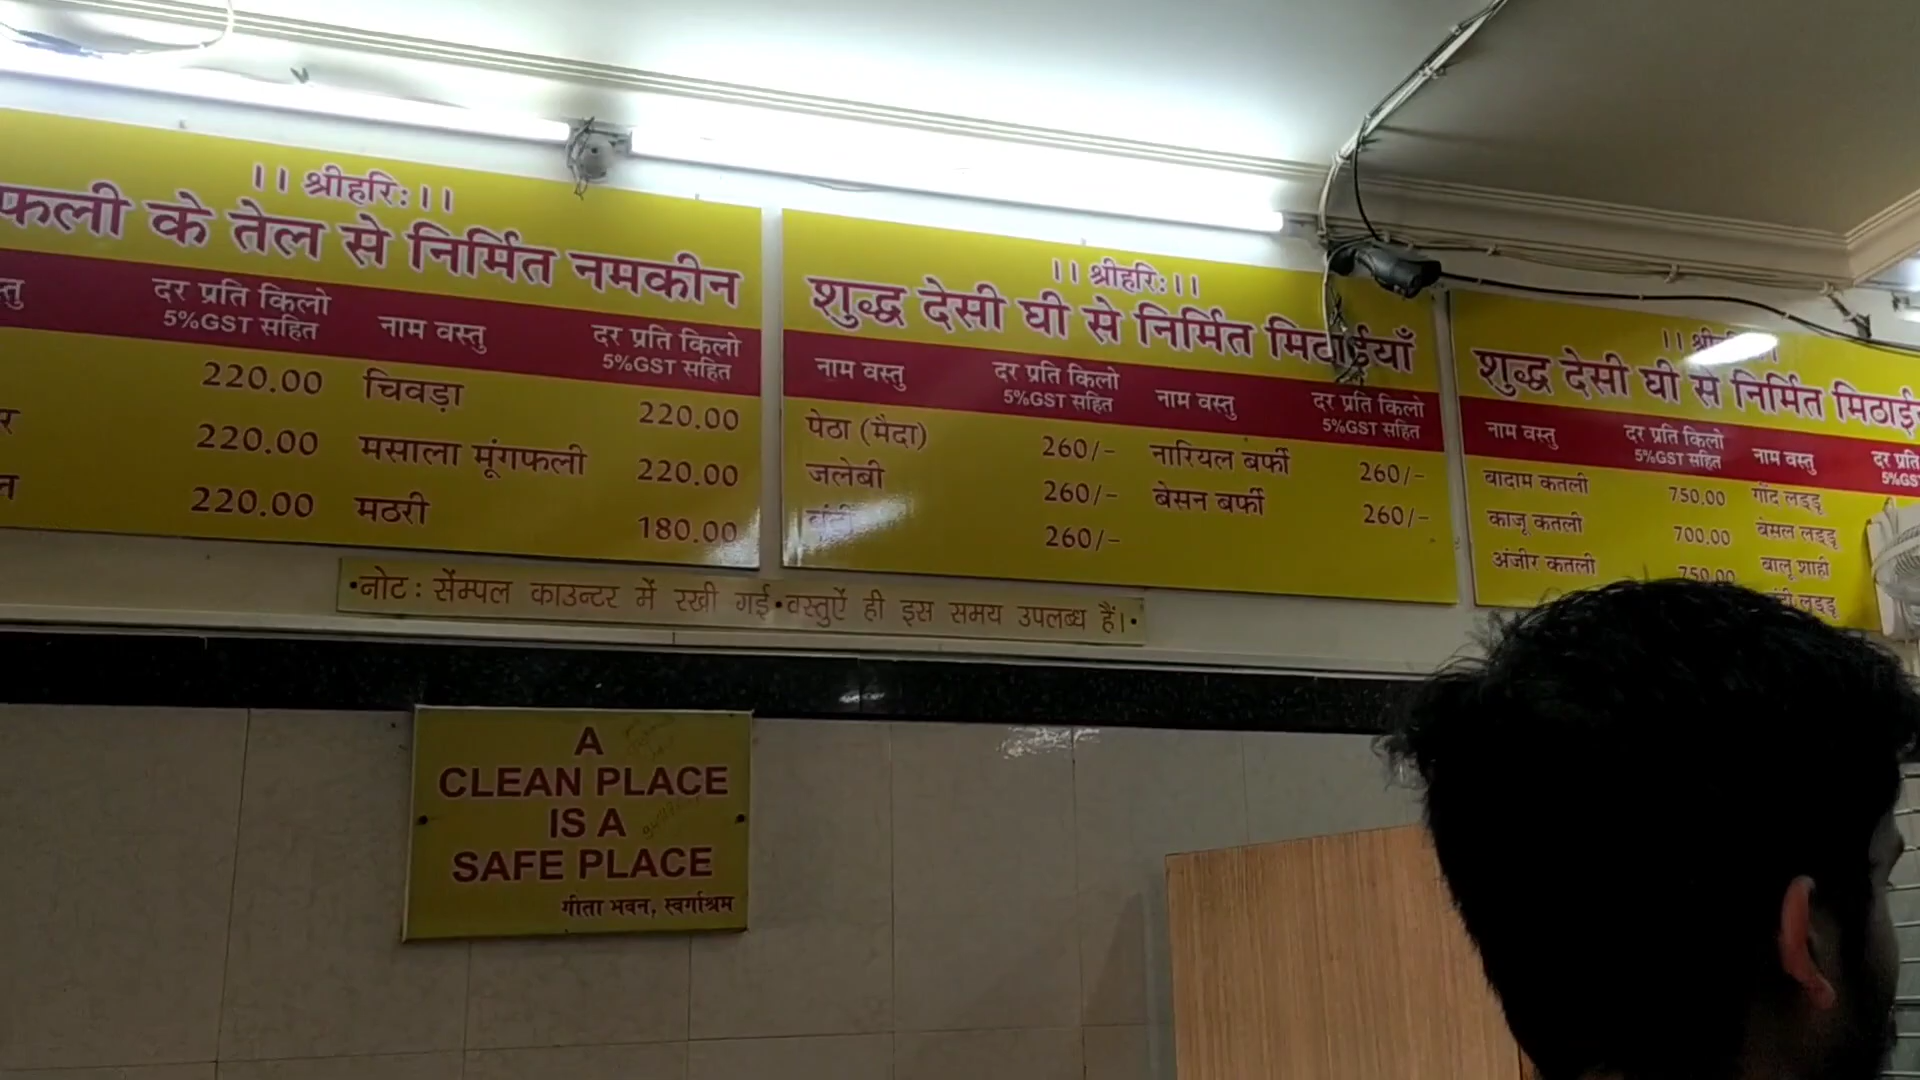 ।। श्रीहरि:।।
फली के तेल से निर्मित नमकीन
दर प्रति किलो नाम वस्तु दर प्रति किलो
5%GST सहित 5%GST सहित
220.00 चिवड़ा 220.00
220.00 मसाला मूंगफली 220.00
220.00 मठरी 180.00
।। श्रीहरि:।।
शुद्ध देसी घी से निर्मित मिठाईयाँ
नाम वस्तु दर प्रति किलो नाम वस्तु दर प्रति किलो
5%GST सहित 5%GST सहित
पेठा (मैदा) 260/- नारियल बर्फी 260/-
जलेबी 260/- बेसन बर्फी 260/-
260/-
शुद्ध देसी घी से निर्मित
नाम वस्तु दर प्रति किलो नाम वस्तु दर प्रति
5%GST सहित
बादाम कतली 750.00 गोंद लड्डू
काजू कतली 700.00 बेसल लड्डू
अंजीर कतली 750.00 बालू शाही
लड्डू
•नोट : सेंम्पल काउन्टर में रखी गई•वस्तुऐं ही इस समय उपलब्ध हैं।•
A
CLEAN PLACE
IS A
SAFE PLACE
गीता भवन, स्वर्गाश्रम